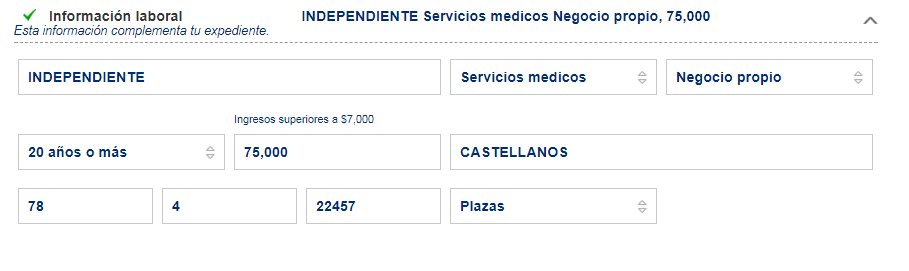 Información laboral INDEPENDIENTE Servicios medicos Negocio propio, 75,000
Esta información complementa tu expediente.
INDEPENDIENTE Servicios medicos Negocio propio
Ingresos superiores a $7,000
20 años o más 75,000 CASTELLANOS
78 4 22457 Plazas